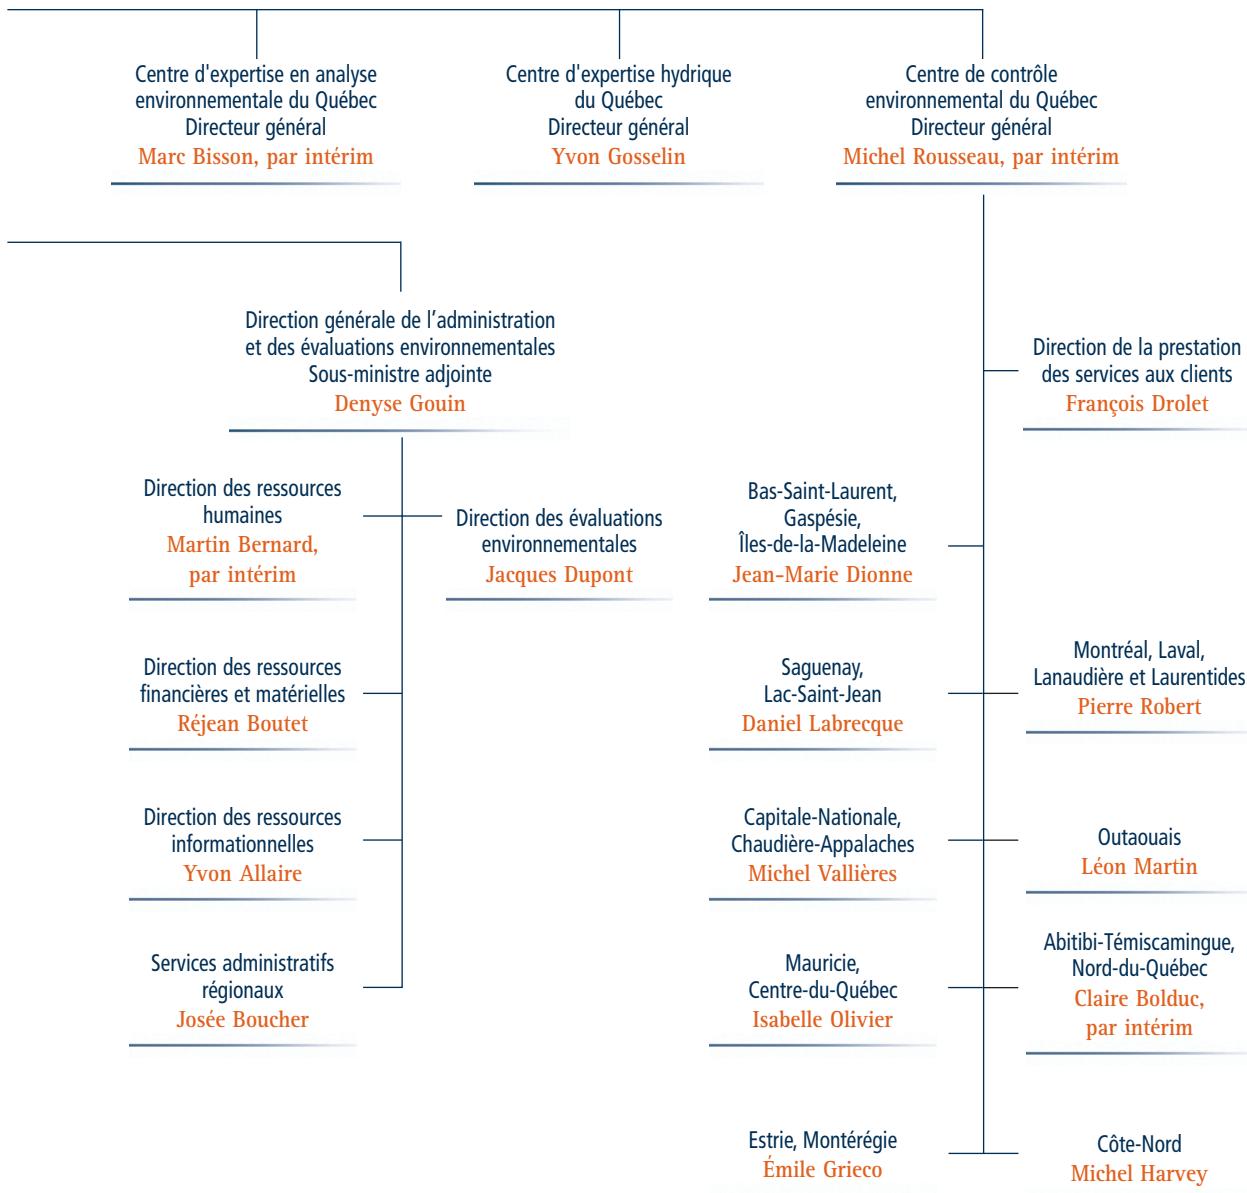 Centre d'expertise en analyse
environnementale du Québec
Directeur général
Marc Bisson, par intérim
Centre d'expertise hydrique
du Québec
Directeur général
Yvon Gosselin
Centre de contrôle
environnemental du Québec
Directeur général
Michel Rousseau, par intérim
Direction générale de l’administration
et des évaluations environnementales
Sous-ministre adjointe
Denyse Gouin
Direction de la prestation
des services aux clients
François Drolet
Direction des ressources
humaines
Martin Bernard,
par intérim
Direction des évaluations
environnementales
Jacques Dupont
Bas-Saint-Laurent,
Gaspésie,
Îles-de-la-Madeleine
Jean-Marie Dionne
Direction des ressources
financières et matérielles
Réjean Boutet
Saguenay,
Lac-Saint-Jean
Daniel Labrecque
Montréal, Laval,
Lanaudière et Laurentides
Pierre Robert
Direction des ressources
informationnelles
Yvon Allaire
Capitale-Nationale,
Chaudière-Appalaches
Michel Vallières
Outaouais
Léon Martin
Services administratifs
régionaux
Josée Boucher
Mauricie,
Centre-du-Québec
Isabelle Olivier
Abitibi-Témiscamingue,
Nord-du-Québec
Claire Bolduc,
par intérim
Estrie, Montérégie
Émile Grieco
Côte-Nord
Michel Harvey